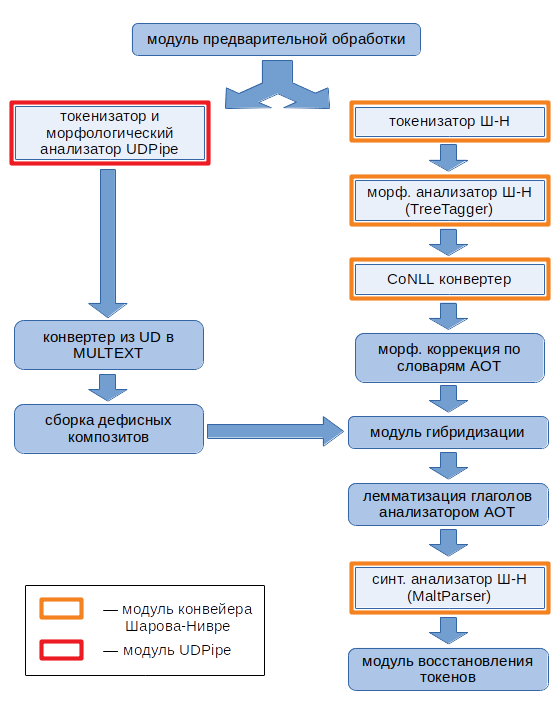 модуль предварительной обработки
токенизатор и
морфологический
анализатор UDPipe
конвертер из UD в
MULTEXT
сборка дефисных
композитов
токенизатор Ш-Н
морф. анализатор Ш-Н
(TreeTagger)
CoNLL конвертер
морф. коррекция по
словарям АОТ
модуль гибридизации
лемматизация глаголов
анализатором АОТ
синт. анализатор Ш-Н
(MaltParser)
модуль восстановления
токенов
— модуль конвейера
Шарова-Нивре
— модуль UDPipe